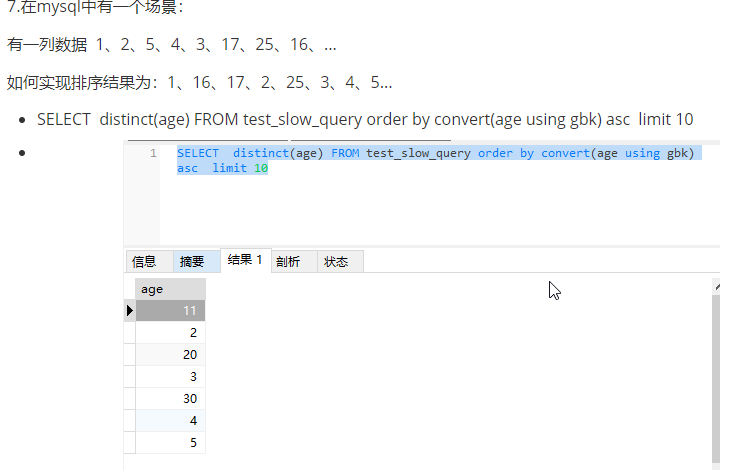 7.在mysql中有一个场景：
有一列数据 1、2、5、4、3、17、25、16、...
如何实现排序结果为：1、16、17、2、25、3、4、5...
SELECT distinct(age) FROM test_slow_query order by convert(age using gbk) asc limit 10
1 SELECT distinct(age) FROM test_slow_query order by convert(age using gbk)
asc limit 10
信息 摘要 结果 1 剖析 状态
age
11
2
20
3
30
4
5